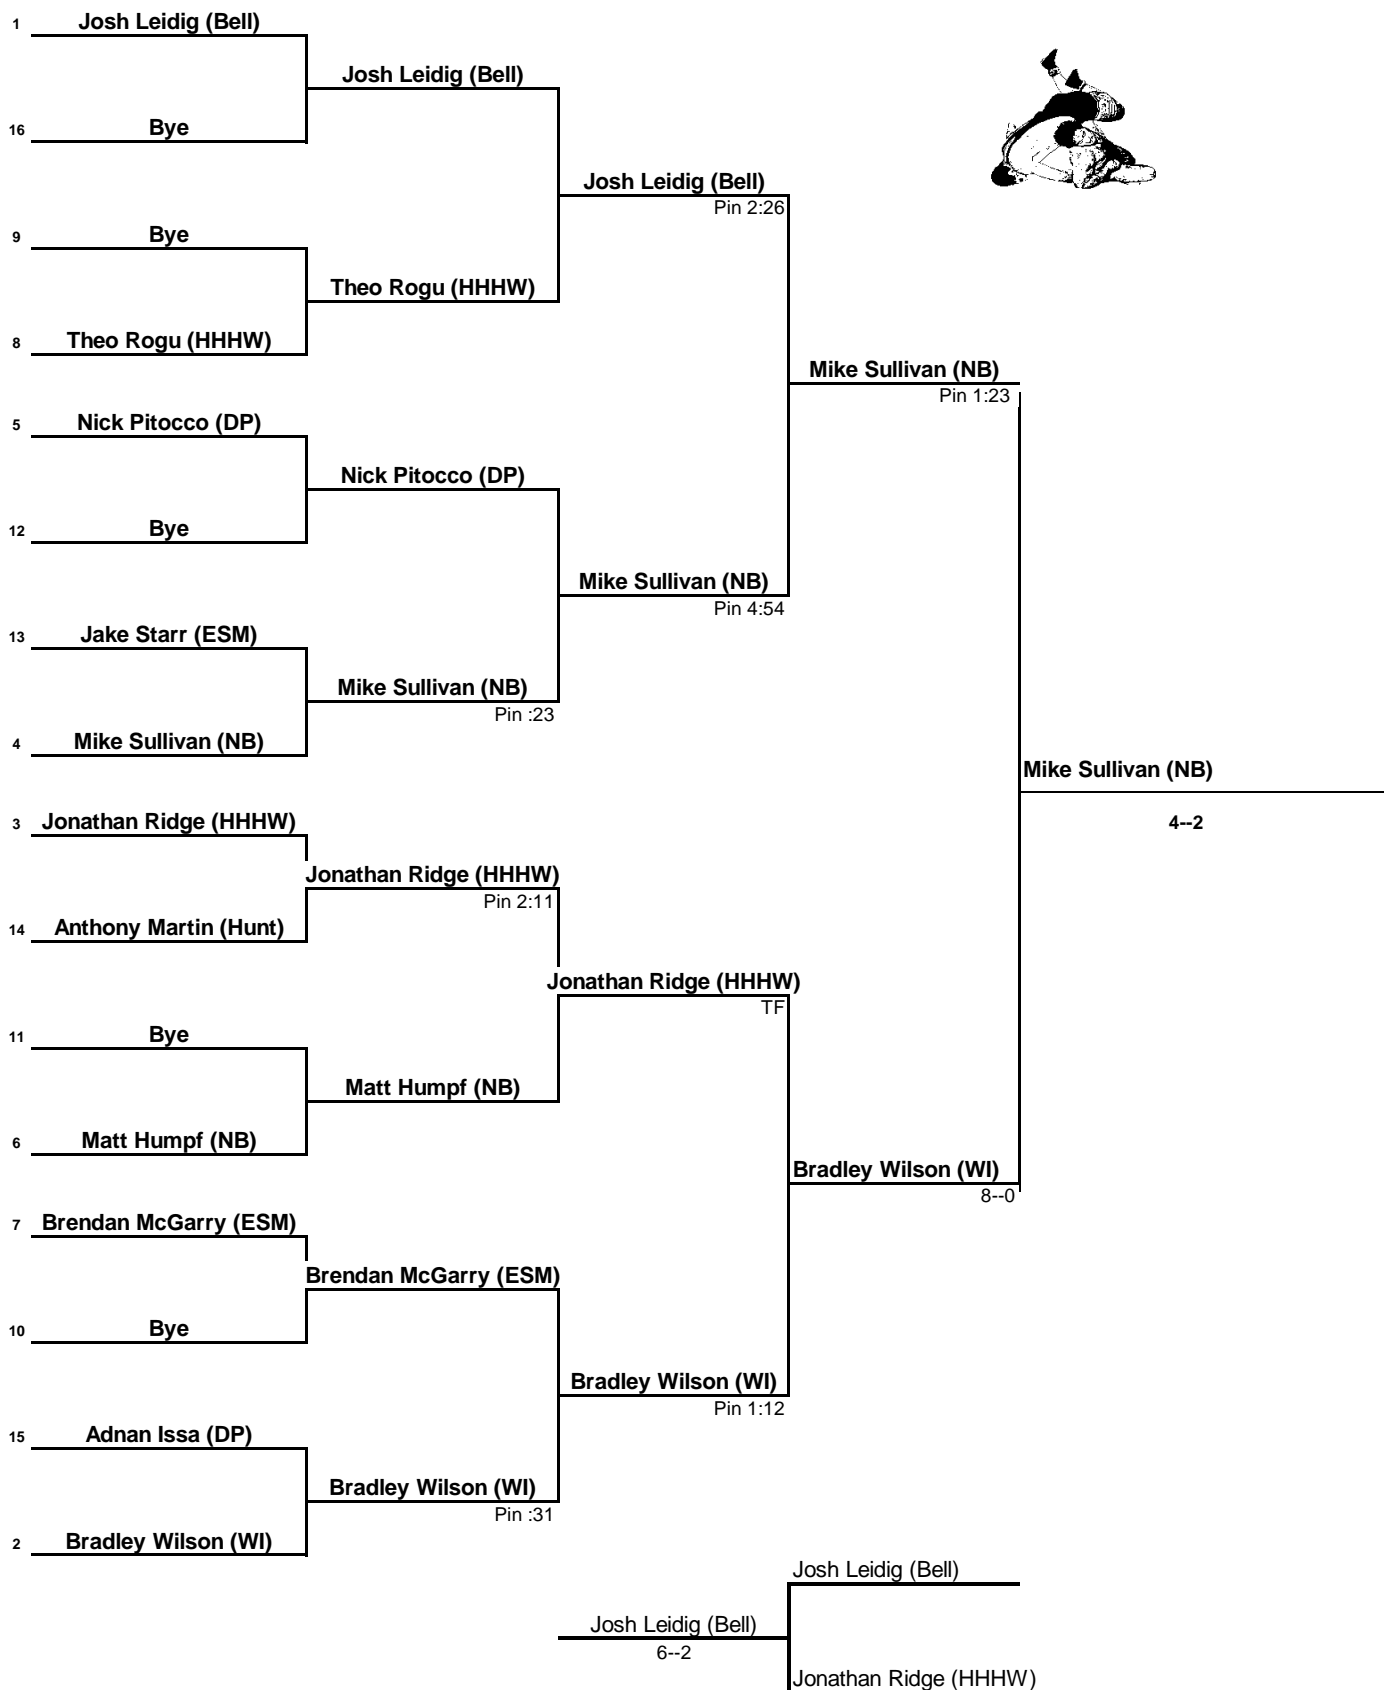 1 Josh Leidig (Bell)
Josh Leidig (Bell)
16 Bye
Josh Leidig (Bell)
Pin 2:26
9 Bye
Theo Rogu (HHHW)
8 Theo Rogu (HHHW)
Mike Sullivan (NB)
Pin 1:23
5 Nick Pitocco (DP)
Nick Pitocco (DP)
12 Bye
Mike Sullivan (NB)
Pin 4:54
13 Jake Starr (ESM)
Mike Sullivan (NB)
Pin :23
4 Mike Sullivan (NB)
Mike Sullivan (NB)
4--2
3 Jonathan Ridge (HHHW)
Jonathan Ridge (HHHW)
Pin 2:11
14 Anthony Martin (Hunt)
Jonathan Ridge (HHHW)
TF
11 Bye
Matt Humpf (NB)
6 Matt Humpf (NB)
Bradley Wilson (WI)
8--0
7 Brendan McGarry (ESM)
Brendan McGarry (ESM)
10 Bye
Bradley Wilson (WI)
Pin 1:12
15 Adnan Issa (DP)
Bradley Wilson (WI)
Pin :31
2 Bradley Wilson (WI)
Josh Leidig (Bell)
Josh Leidig (Bell)
6--2
Jonathan Ridge (HHHW)